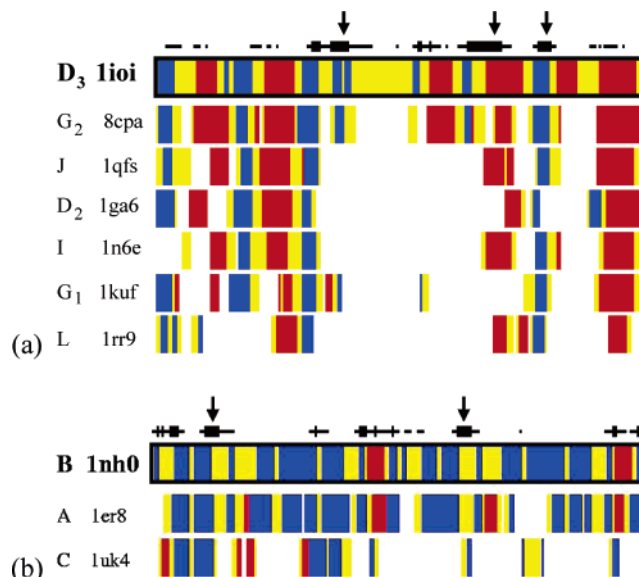 D3 1ioi
G2 8cpa
J 1qfs
D2 1ga6
I 1n6e
G1 1kuf
(a) L 1rr9
B 1nh0
A 1er8
(b) C 1uk4